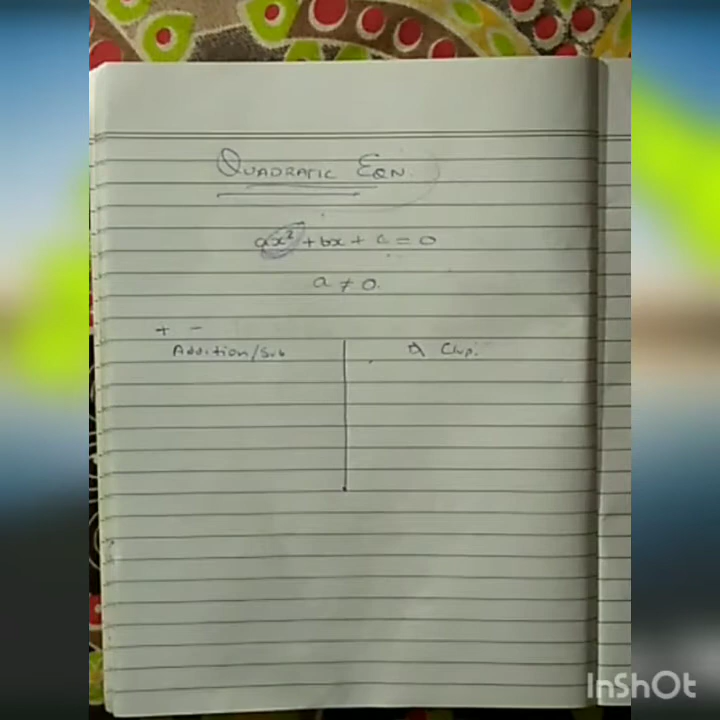 QUADRATIC EQN.
ax² + bx + c = 0
a ≠ 0.
+ -
Addition/Sub
InShOt